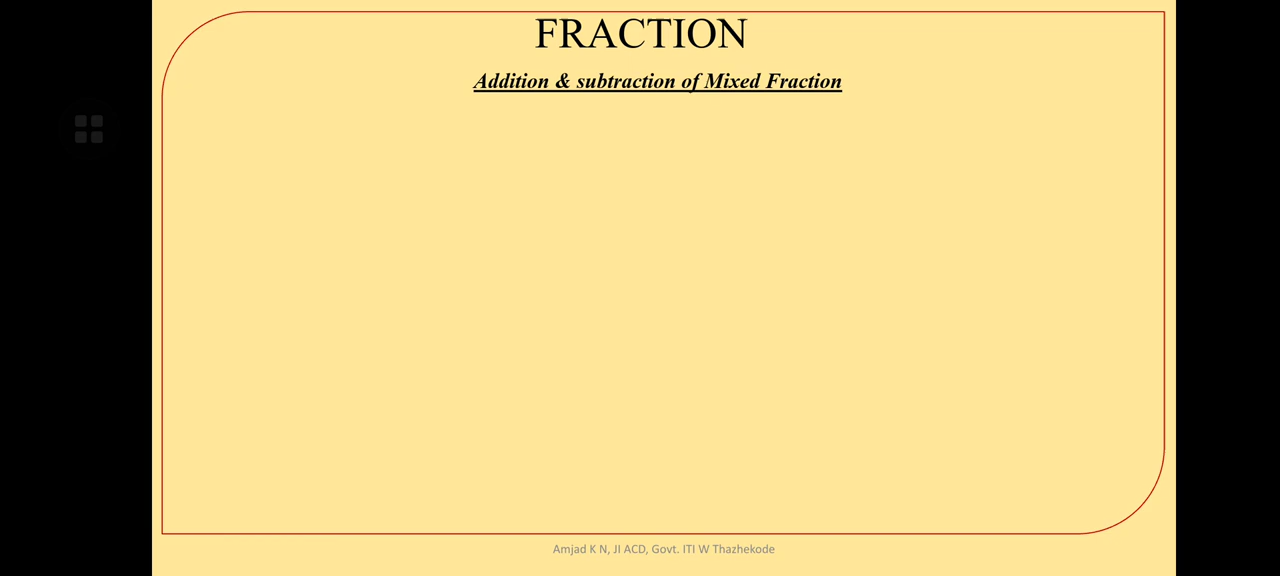 FRACTION
Addition & subtraction of Mixed Fraction
Amjad K N, JI ACD, Govt. ITI W Thazhekode